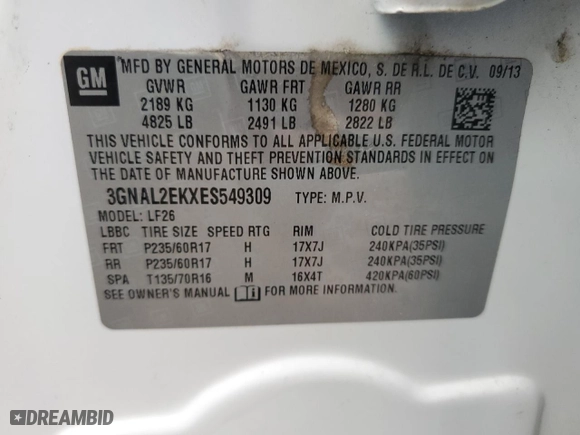 GM
MFD BY GENERAL MOTORS DE MEXICO, S. DE R.L. DE C.V. 09/13
GVWR GAWR FRT GAWR RR
2189 KG 1130 KG 1280 KG
4825 LB 2491 LB 2822 LB
THIS VEHICLE CONFORMS TO ALL APPLICABLE U.S. FEDERAL MOTOR
VEHICLE SAFETY AND THEFT PREVENTION STANDARDS IN EFFECT ON
THE DATE OF MANUFACTURE SHOWN ABOVE.
3GNAL2EKXES549309 TYPE: M.P.V.
MODEL: LF26
LBBC TIRE SIZE SPEED RTG RIM COLD TIRE PRESSURE
FRT P235/60R17 H 17X7J 240KPA(35PSI)
RR P235/60R17 H 17X7J 240KPA(35PSI)
SPA T135/70R16 M 16X4T 420KPA(60PSI)
SEE OWNER'S MANUAL FOR MORE INFORMATION.
DREAMBID